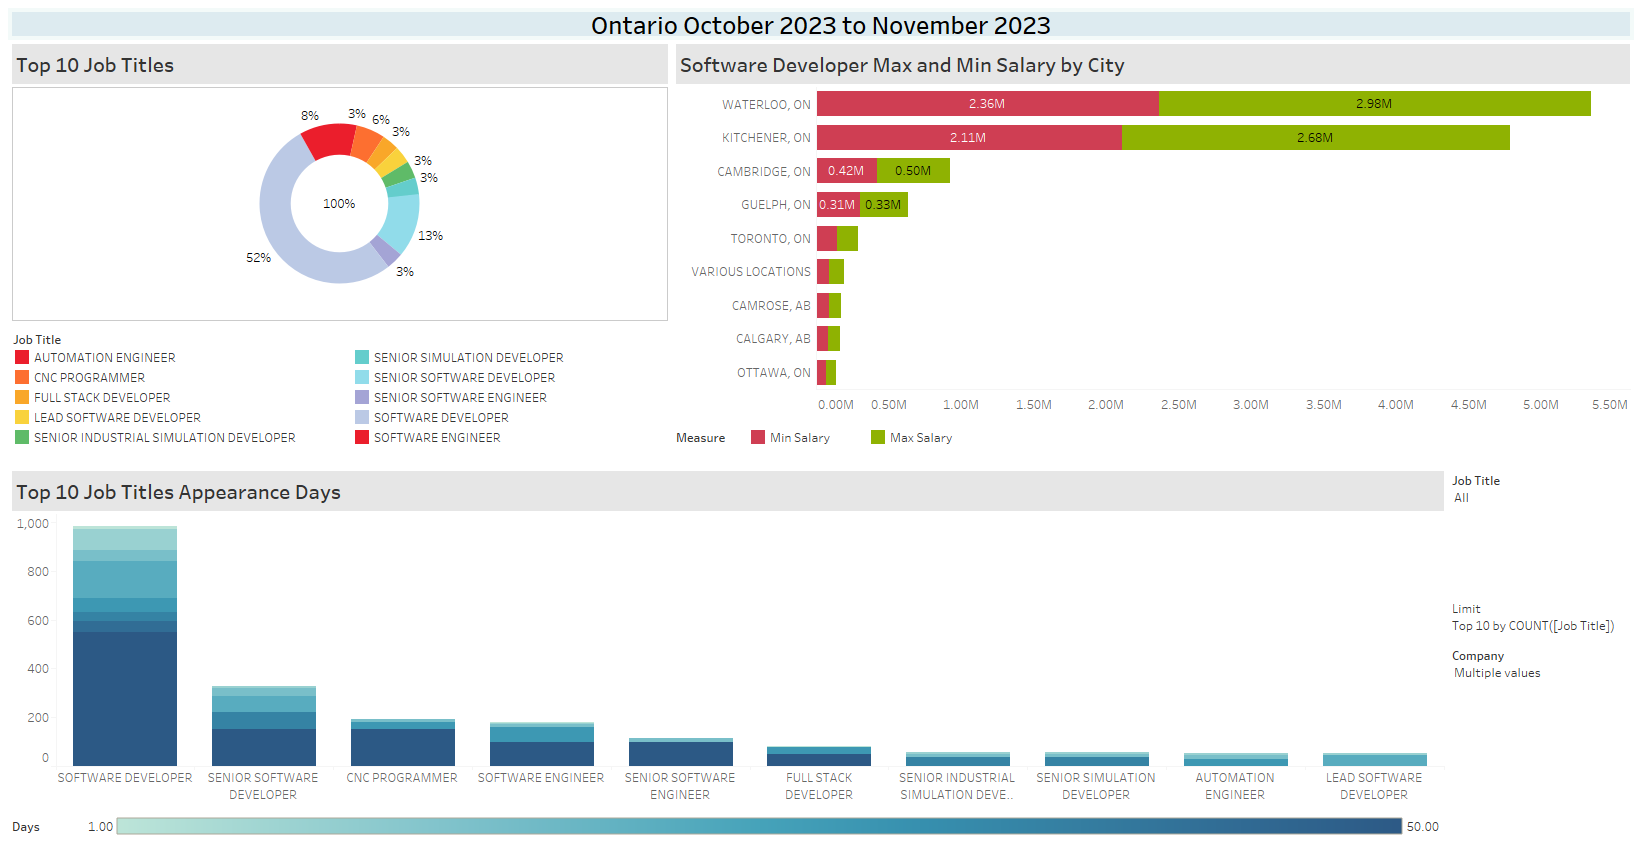 Ontario October 2023 to November 2023
Top 10 Job Titles
8%
3%
6%
3%
3%
3%
13%
3%
52%
100%
Job Title
AUTOMATION ENGINEER
CNC PROGRAMMER
FULL STACK DEVELOPER
LEAD SOFTWARE DEVELOPER
SENIOR INDUSTRIAL SIMULATION DEVELOPER
SENIOR SIMULATION DEVELOPER
SENIOR SOFTWARE DEVELOPER
SENIOR SOFTWARE ENGINEER
SOFTWARE DEVELOPER
SOFTWARE ENGINEER
Software Developer Max and Min Salary by City
WATERLOO, ON 2.36M 2.98M
KITCHENER, ON 2.11M 2.68M
CAMBRIDGE, ON 0.42M 0.50M
GUELPH, ON 0.31M 0.33M
TORONTO, ON
VARIOUS LOCATIONS
CAMROSE, AB
CALGARY, AB
OTTAWA, ON
0.00M 0.50M 1.00M 1.50M 2.00M 2.50M 3.00M 3.50M 4.00M 4.50M 5.00M 5.50M
Measure Min Salary Max Salary
Top 10 Job Titles Appearance Days
1,000
800
600
400
200
0
SOFTWARE DEVELOPER
SENIOR SOFTWARE
DEVELOPER
CNC PROGRAMMER
SOFTWARE ENGINEER
SENIOR SOFTWARE
ENGINEER
FULL STACK
DEVELOPER
SENIOR INDUSTRIAL
SIMULATION DEVE..
SENIOR SIMULATION
DEVELOPER
AUTOMATION
ENGINEER
LEAD SOFTWARE
DEVELOPER
Days 1.00 50.00
Job Title
All
Limit
Top 10 by COUNT([Job Title])
Company
Multiple values